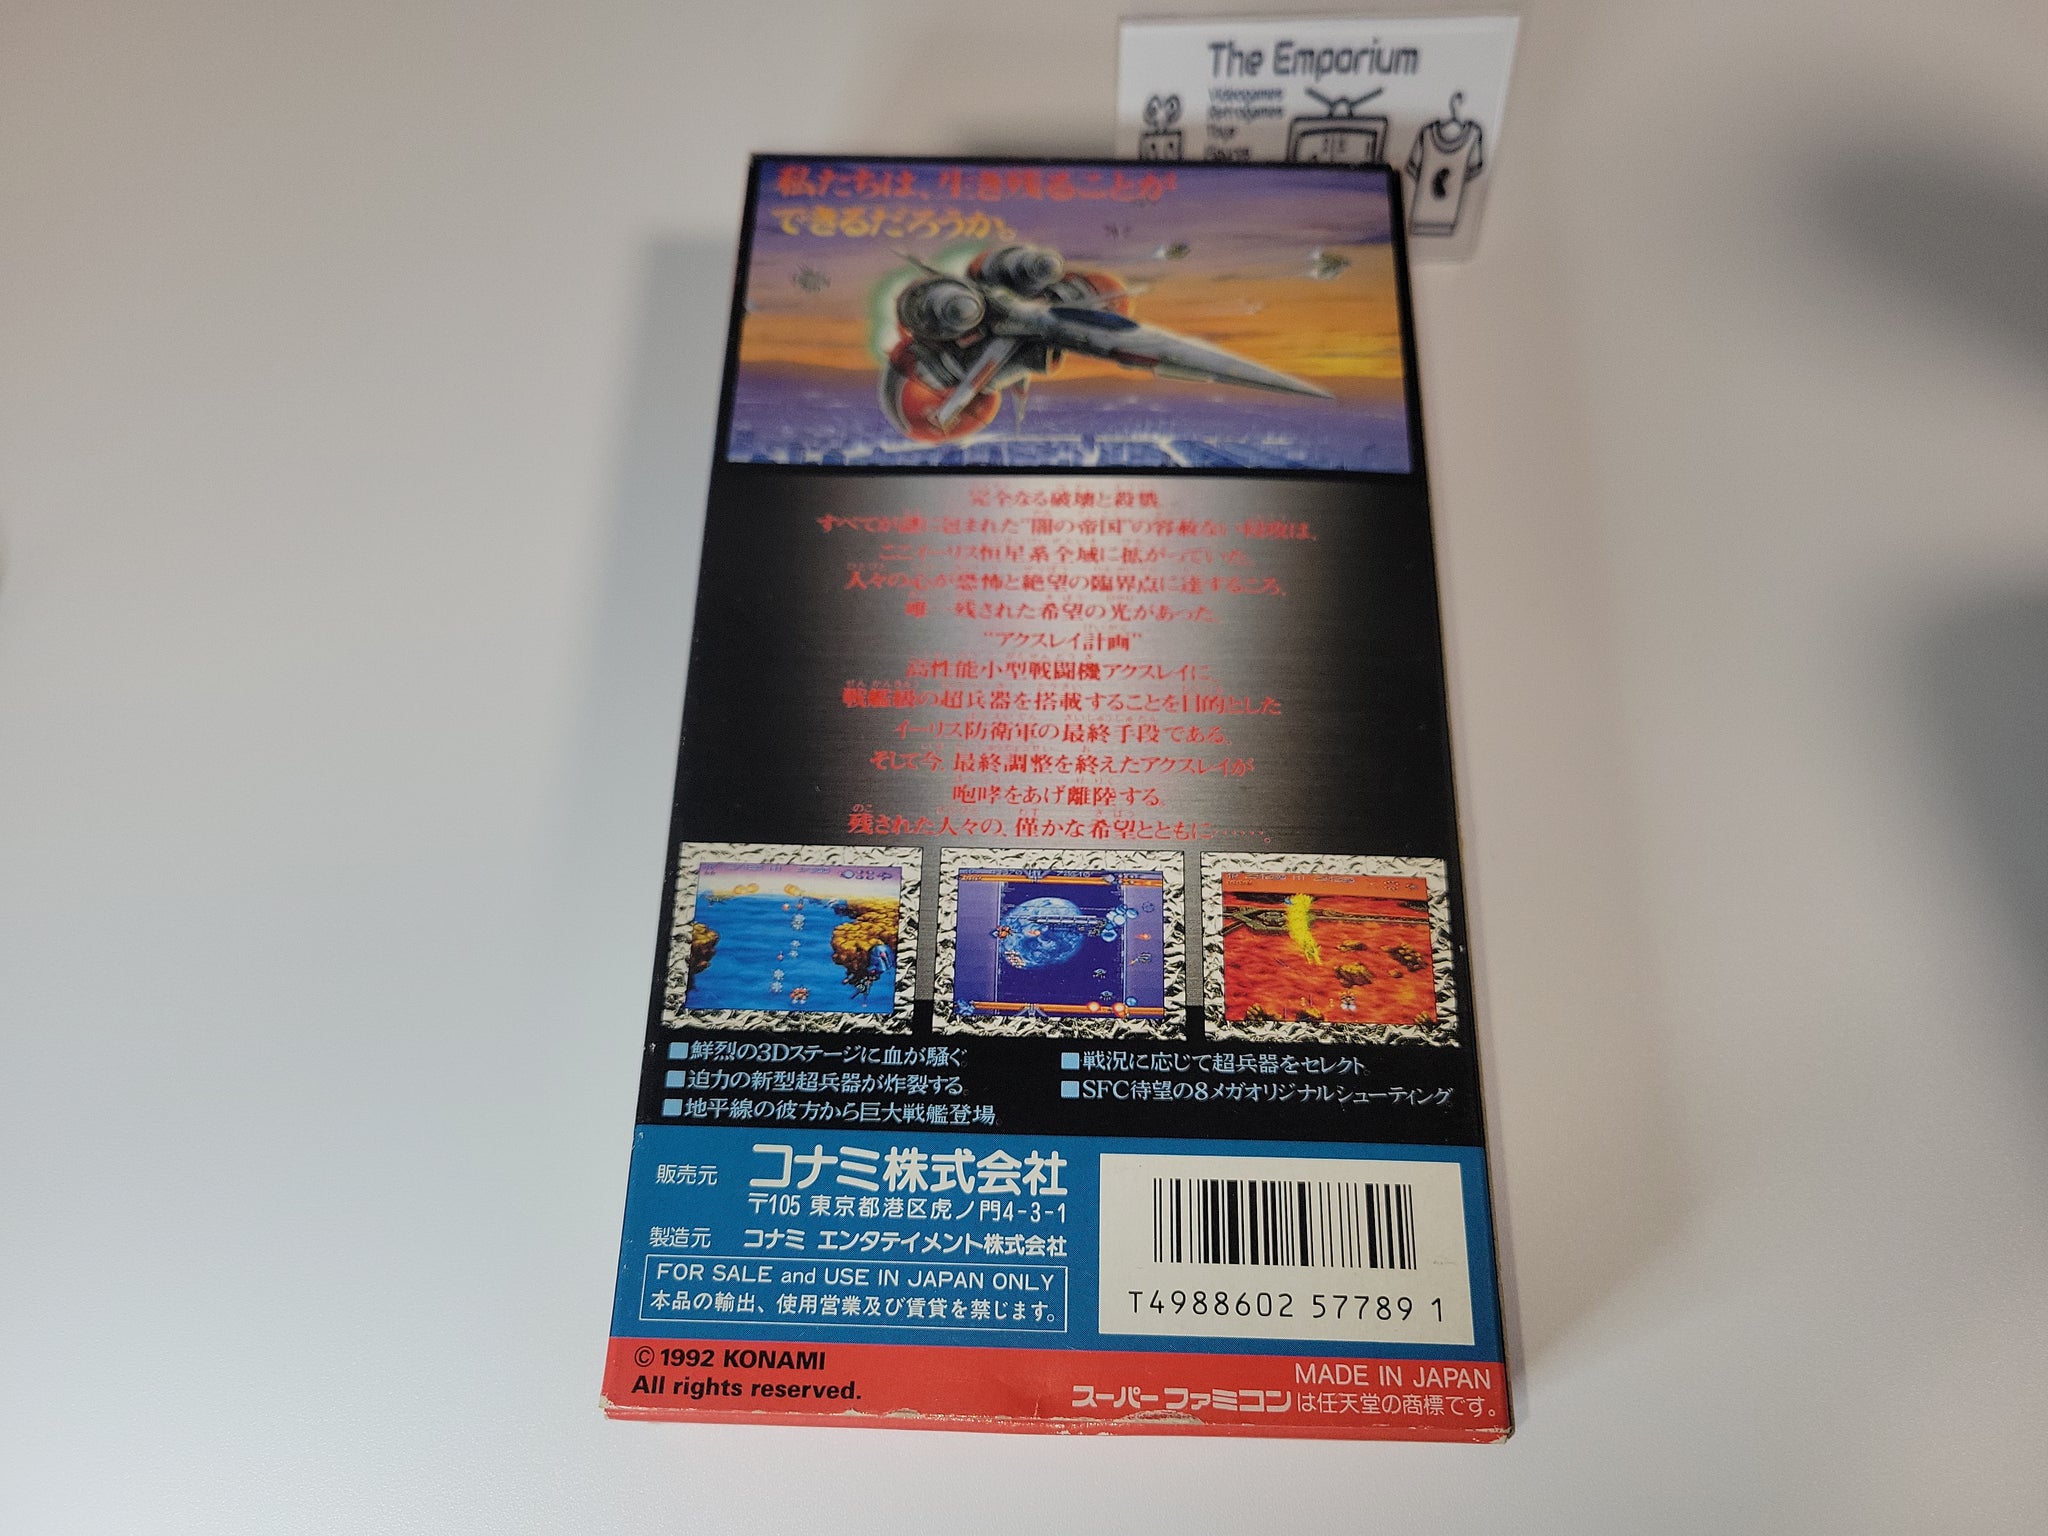 The Emporium
Videogames
Retrogames
Toys
私たちは、生き残ることが
できるだろうか。
完全なる破壊と殺戮。
すべてが謎に包まれた"闇の帝国"の容赦ない侵攻は、
ここイーリス恒星系全域に拡がっていた。
人々の心が恐怖と絶望の臨界点に達するころ、
唯一残された希望の光があった。
"アクスレイ計画"
高性能小型戦闘機アクスレイに、
戦艦級の超兵器を搭載することを目的とした
イーリス防衛軍の最終手段である。
そして今、最終調整を終えたアクスレイが
咆哮をあげ離陸する。
残された人々の、僅かな希望とともに……。
■鮮烈の3Dステージに血が騒ぐ。
■迫力の新型超兵器が炸裂する。
■地平線の彼方から巨大戦艦登場。
■戦況に応じて超兵器をセレクト。
■SFC待望の8メガオリジナルシューティング
販売元 コナミ株式会社
〒105 東京都港区虎ノ門4-3-1
製造元 コナミ エンタテイメント株式会社
FOR SALE and USE IN JAPAN ONLY
本品の輸出、使用営業及び賃貸を禁じます。
T4988602 57789 1
© 1992 KONAMI
All rights reserved.
MADE IN JAPAN
スーパーファミコンは任天堂の商標です。